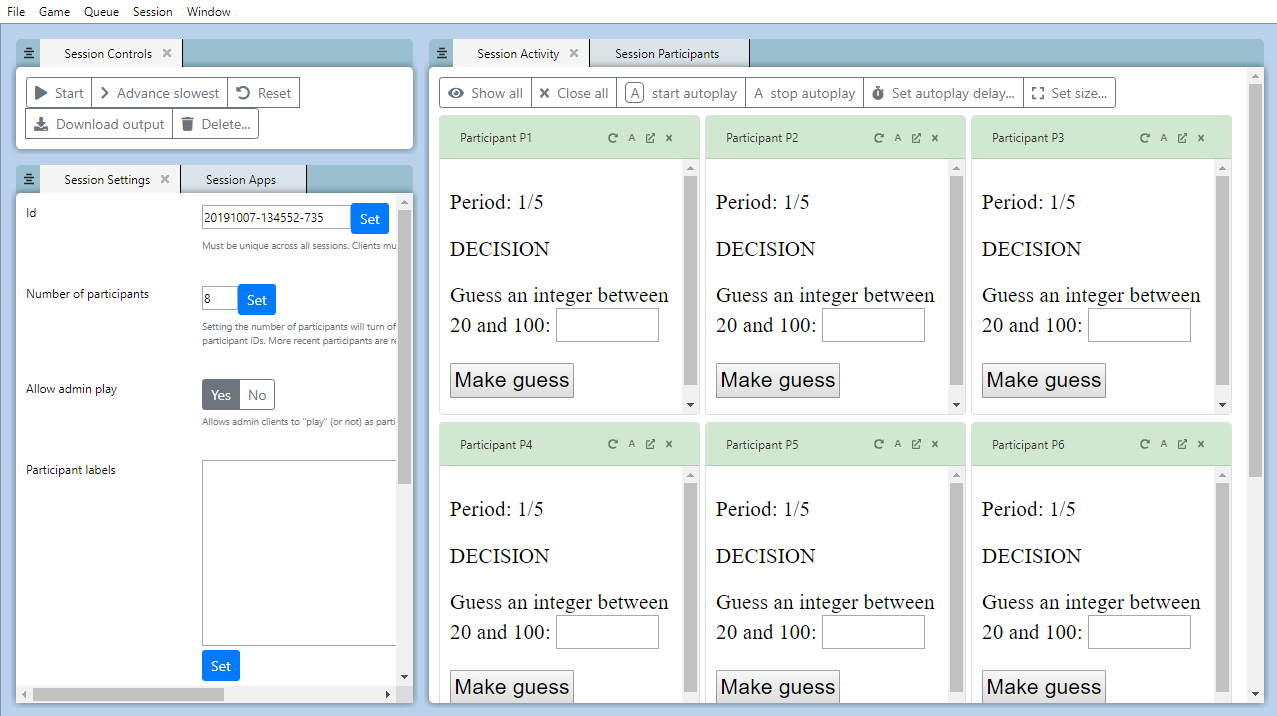 File Game Queue Session Window
Session Controls
Start Advance slowest Reset
Download output Delete...
Session Settings Session Apps
Id
20191007-134552-735 Set
Must be unique across all sessions. Clients mu
Number of participants
8 Set
Setting the number of participants will turn of
participant IDs. More recent participants are re
Allow admin play
Yes No
Allows admin clients to "play" (or not) as parti
Participant labels
Set
Session Activity Session Participants
Show all Close all A start autoplay A stop autoplay Set autoplay delay... Set size...
Participant P1 A
Period: 1/5
DECISION
Guess an integer between
20 and 100:
Make guess
Participant P2 A
Period: 1/5
DECISION
Guess an integer between
20 and 100:
Make guess
Participant P3 A
Period: 1/5
DECISION
Guess an integer between
20 and 100:
Make guess
Participant P4 A
Period: 1/5
DECISION
Guess an integer between
20 and 100:
Make guess
Participant P5 A
Period: 1/5
DECISION
Guess an integer between
20 and 100:
Make guess
Participant P6 A
Period: 1/5
DECISION
Guess an integer between
20 and 100:
Make guess